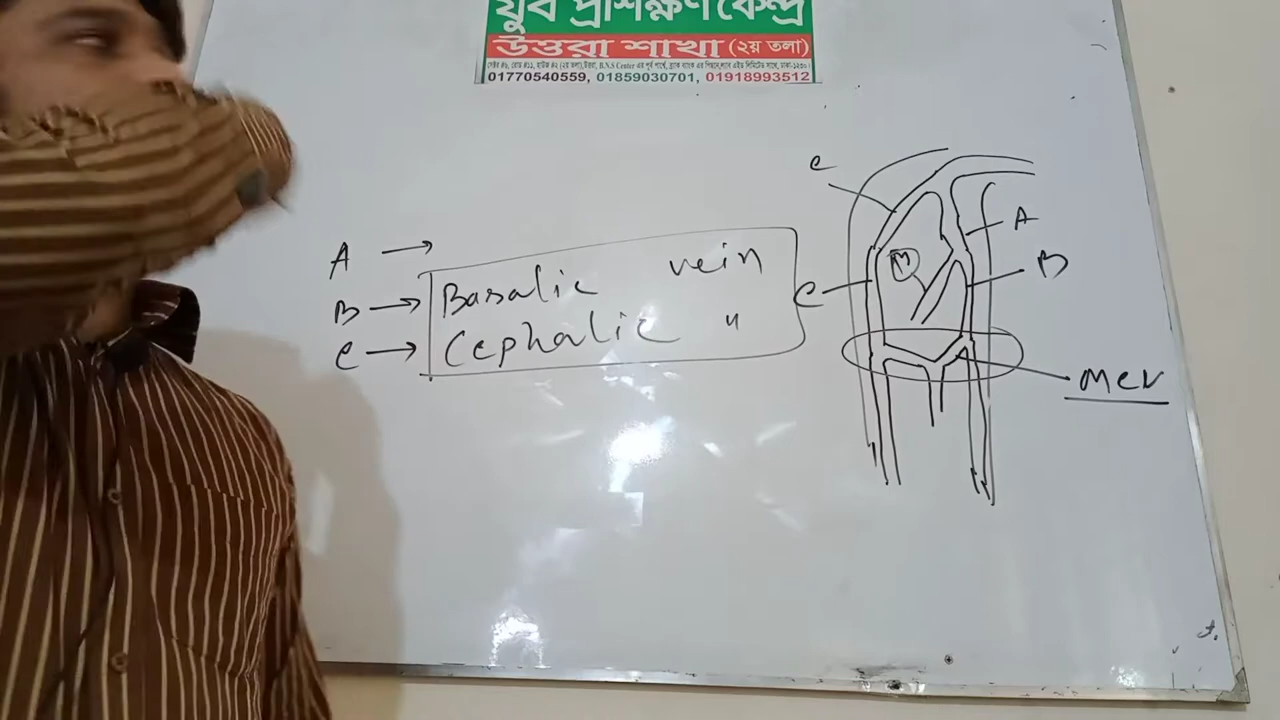 যুব প্রশিক্ষণ কেন্দ্র
উত্তরা শাখা (২য় তলা)
01770540559, 01859030701, 01918993512
A →
B → Basalic vein
C → Cephalic "
C
A
M
B
C
MCV